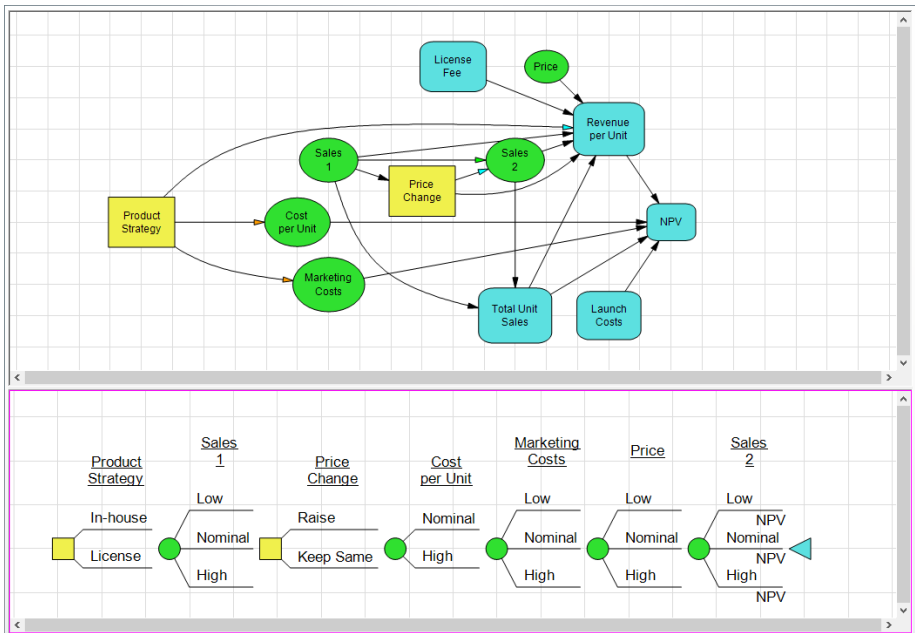 License
Fee
Price
Revenue
per Unit
Sales
1
Sales
2
Price
Change
Product
Strategy
Cost
per Unit
NPV
Marketing
Costs
Total Unit
Sales
Launch
Costs
Product
Strategy
Sales
1
Price
Change
Cost
per Unit
Marketing
Costs
Price
Sales
2
In-house
License
Low
Nominal
High
Raise
Keep Same
Nominal
High
Low
Nominal
High
Low
Nominal
High
Low
NPV
Nominal
NPV
High
NPV